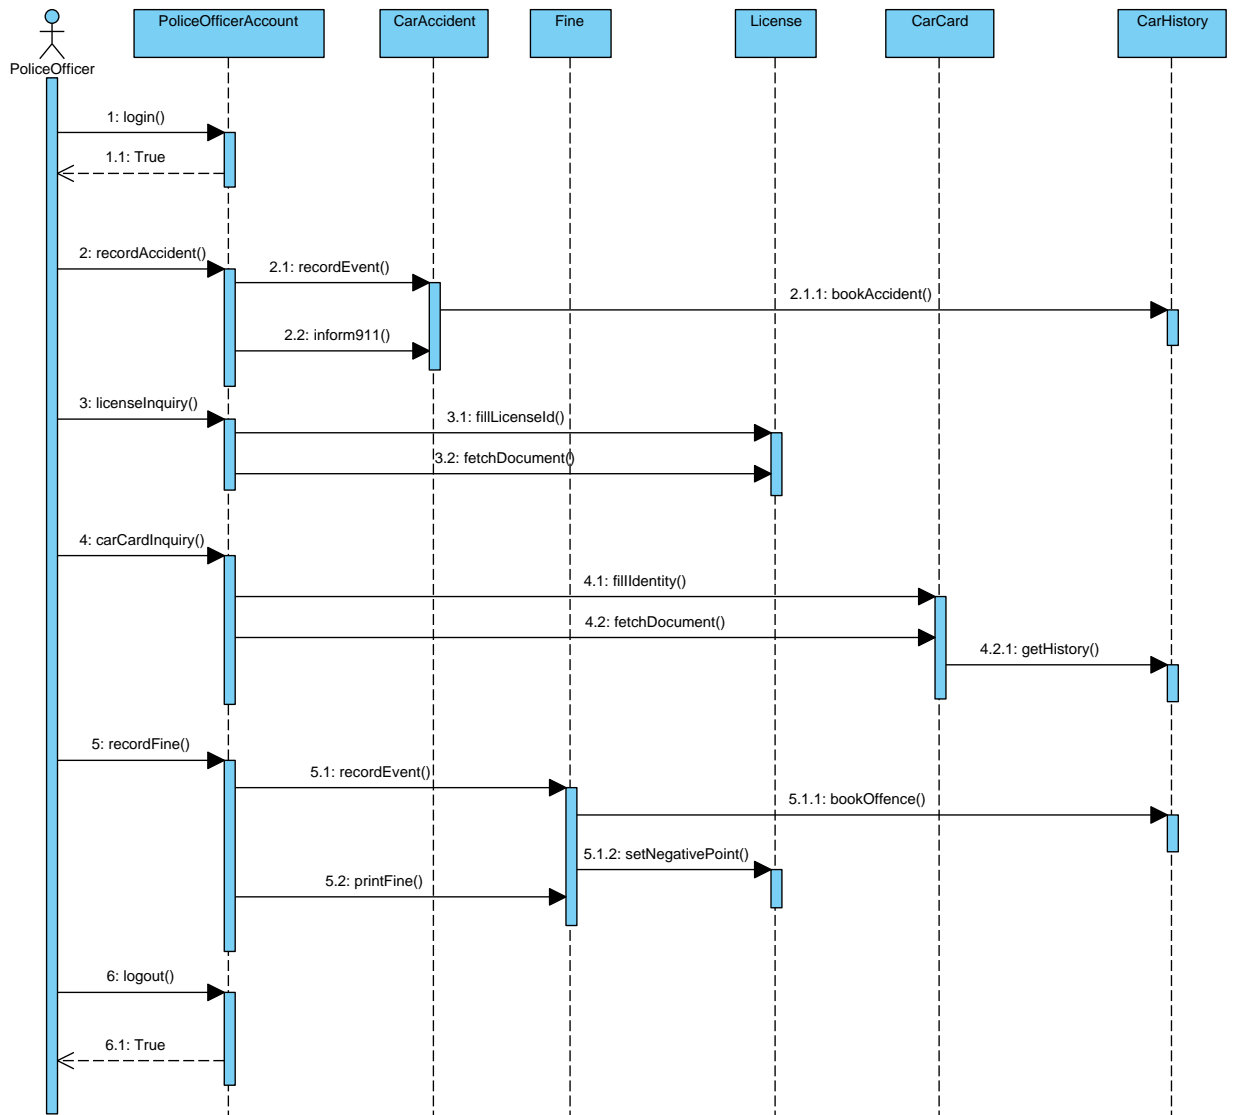 PoliceOfficerAccount
CarAccident
Fine
License
CarCard
CarHistory
PoliceOfficer
1: login()
1.1: True
2: recordAccident()
2.1: recordEvent()
2.1.1: bookAccident()
2.2: inform911()
3: licenseInquiry()
3.1: fillLicenseId()
3.2: fetchDocument()
4: carCardInquiry()
4.1: fillIdentity()
4.2: fetchDocument()
4.2.1: getHistory()
5: recordFine()
5.1: recordEvent()
5.1.1: bookOffence()
5.1.2: setNegativePoint()
5.2: printFine()
6: logout()
6.1: True